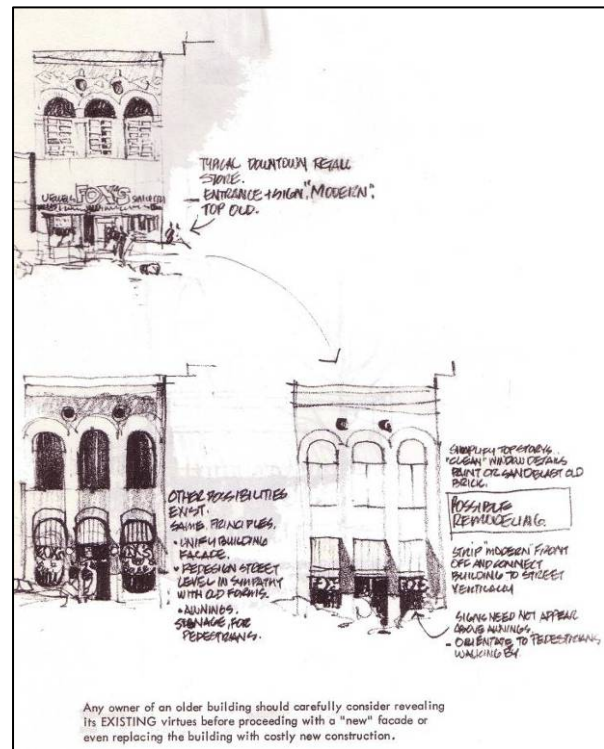 TYPICAL DOWNTOWN RETAIL
STORE.
ENTRANCE + SIGN, "MODERN",
TOP OLD.
FOX'S
OTHER POSSIBILITIES
EXIST.
SAME PRINCIPLES.
• UNIFY BUILDING
FACADE.
• REDESIGN STREET
LEVEL IN SYMPATHY
WITH OLD FORMS.
• AWNINGS.
SIGNAGE, FOR
PEDESTRIANS.
FOX'S
FOXS
SIMPLIFY TOP STORYS.
"CLEAN" WINDOW DETAILS
PAINT OR SANDBLAST OLD
BRICK.
POSSIBLE
REMODELING.
STRIP "MODERN" FRONT
OFF AND CONNECT
BUILDING TO STREET
VERTICALLY
SIGNS NEED NOT APPEAR
ABOVE AWNINGS.
- ORIENTATE TO PEDESTRIANS
WALKING BY.
Any owner of an older building should carefully consider revealing
its EXISTING virtues before proceeding with a "new" facade or
even replacing the building with costly new construction.